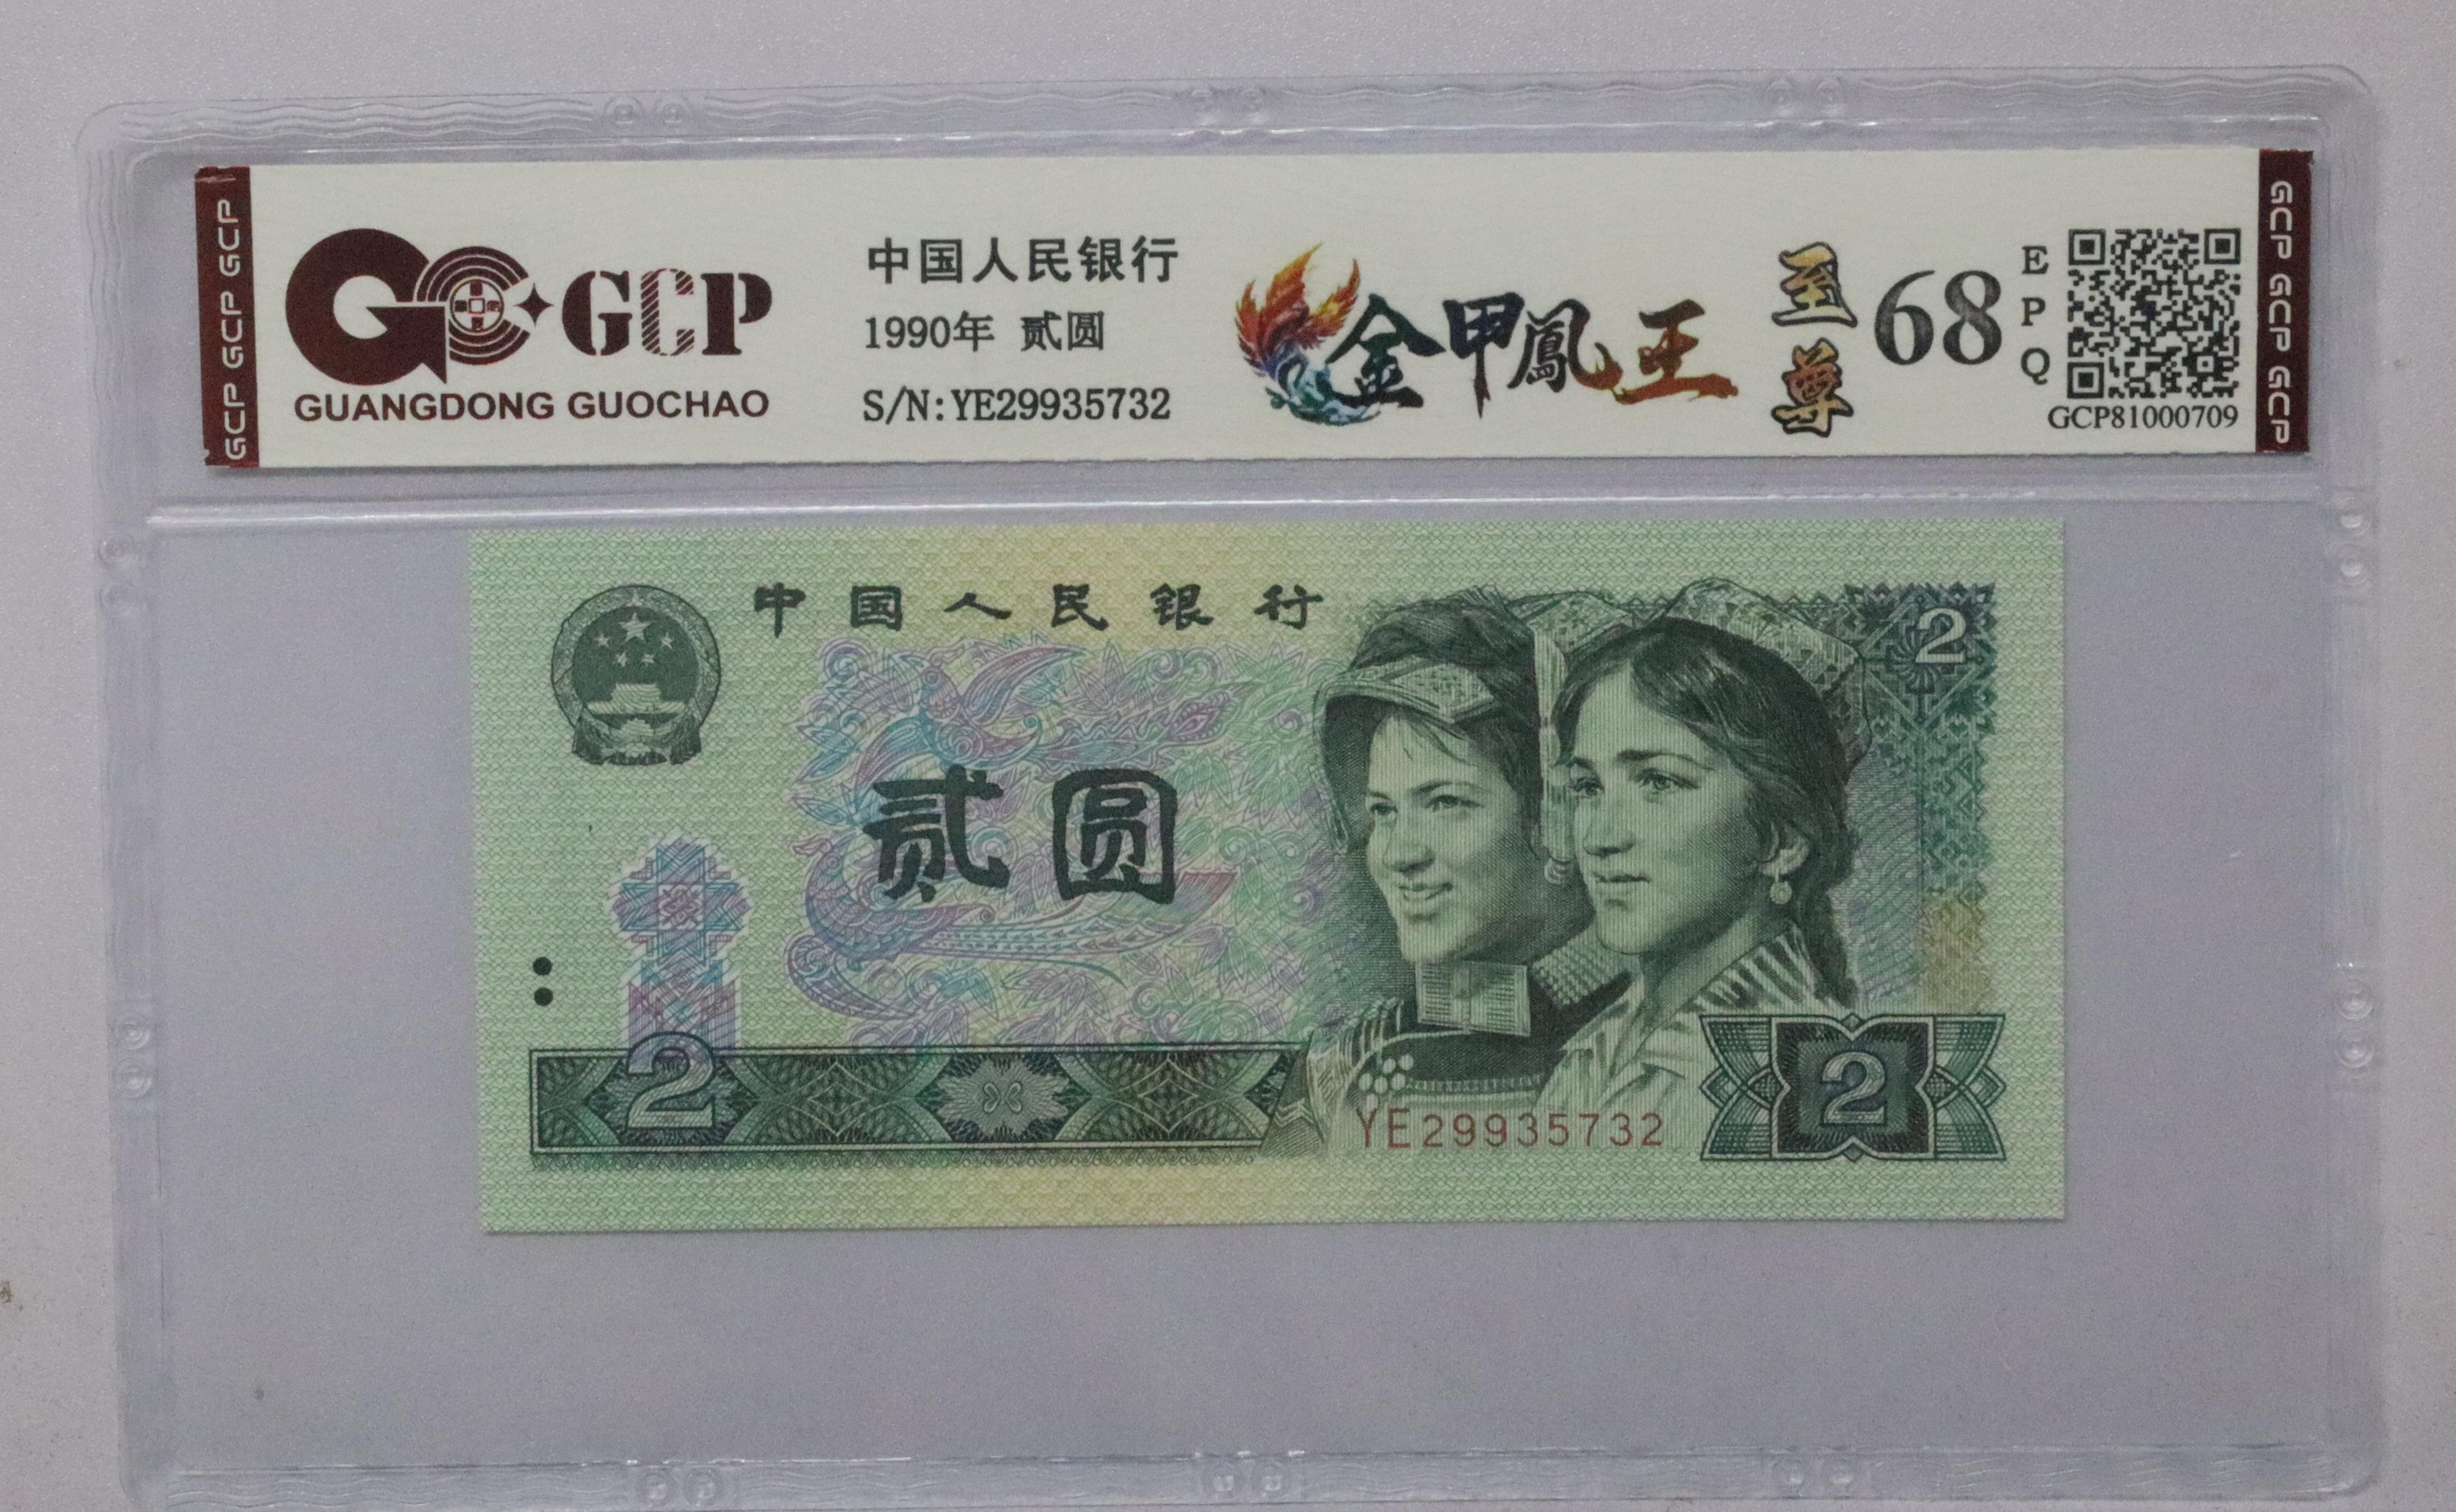 GCP GCP GCP
GCP
GUANGDONG GUOCHAO
中国人民银行
1990年 贰圆
S/N:YE29935732
金甲鳳王
至尊
68
EPQ
GCP81000709
GCP GCP GCP
中国人民银行
2
贰圆
2
YE29935732
2